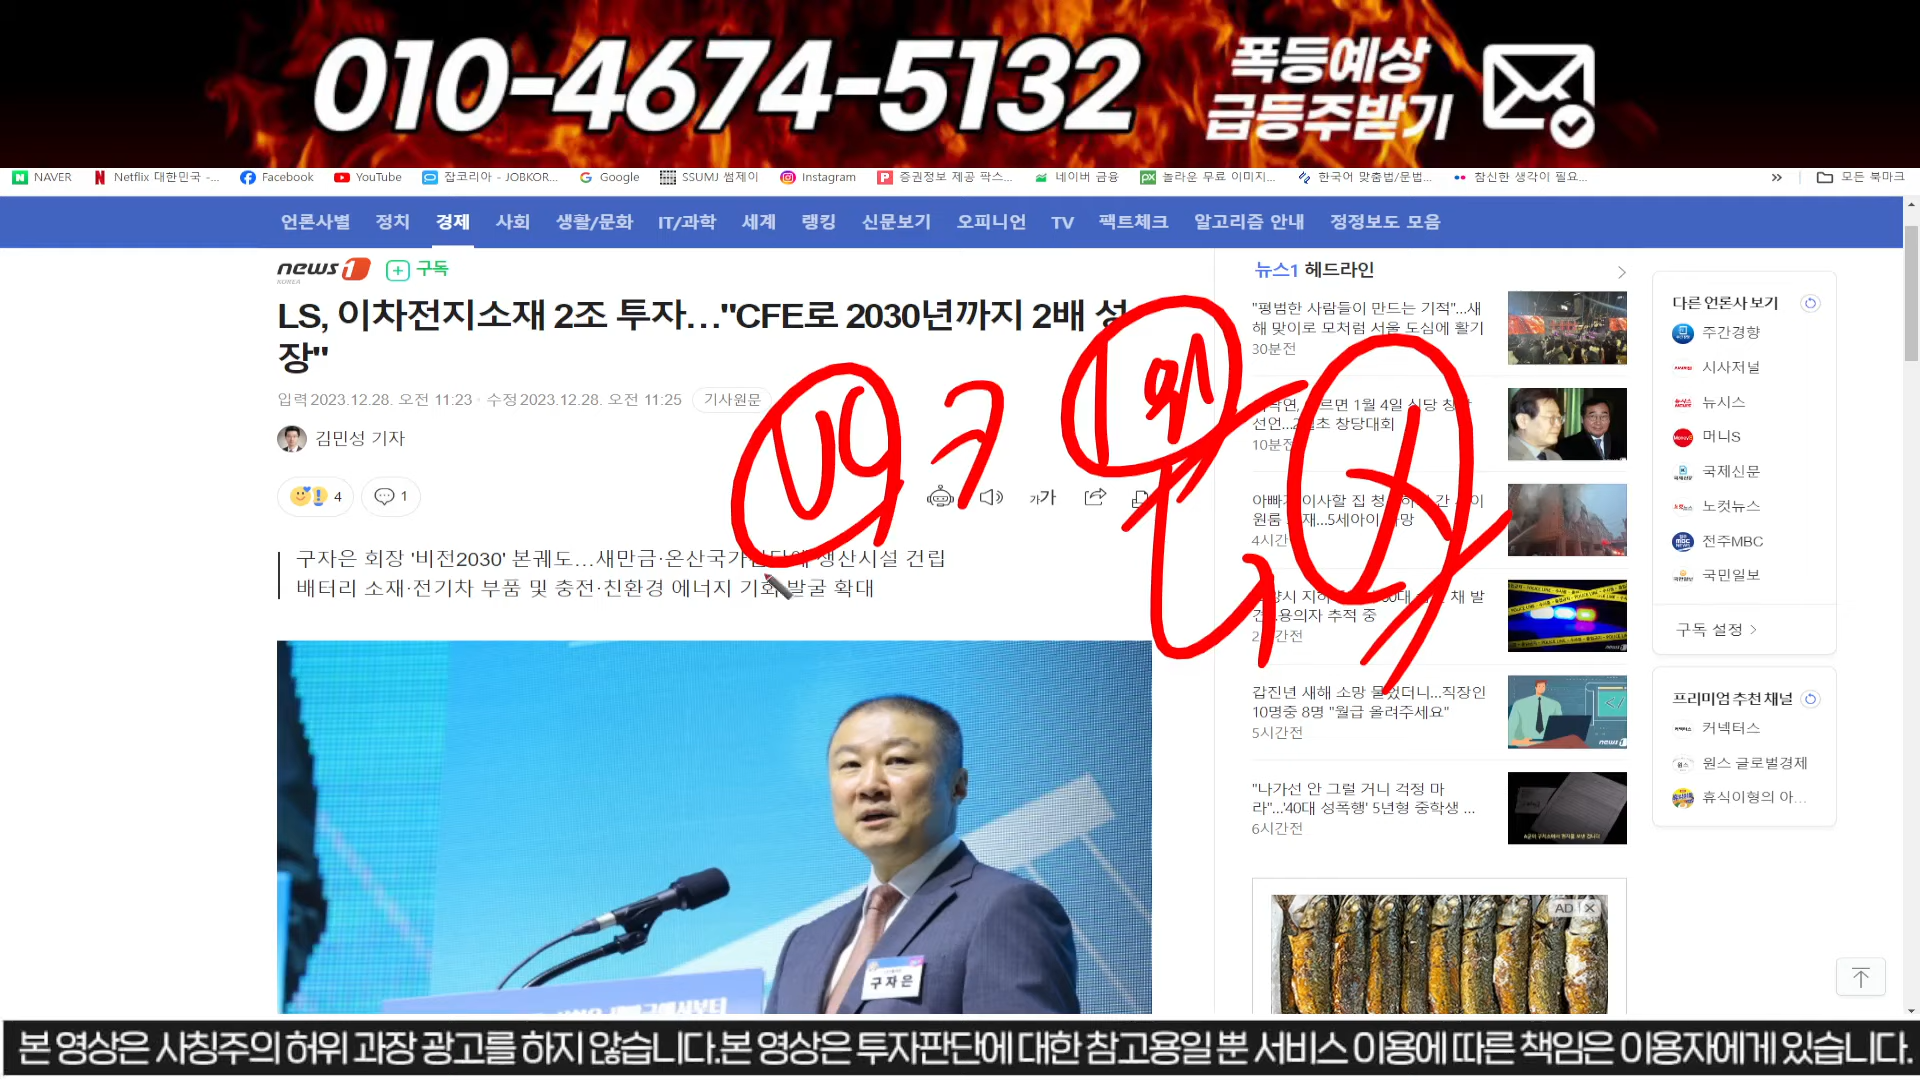 010-4674-5132
폭등예상
급등주받기
NAVER
Netflix 대한민국 -...
Facebook
YouTube
잡코리아 - JOBKOR...
Google
SSUMJ 썸제이
Instagram
증권정보 제공 팍스...
네이버 금융
놀라운 무료 이미지...
한국어 맞춤법/문법...
참신한 생각이 필요...
»
모든 북마크
언론사별 정치 경제 사회 생활/문화 IT/과학 세계 랭킹 신문보기 오피니언 TV 팩트체크 알고리즘 안내 정정보도 모음
news1 KOREA
구독
LS, 이차전지소재 2조 투자…"CFE로 2030년까지 2배 성
장"
입력 2023.12.28. 오전 11:23 · 수정 2023.12.28. 오전 11:25 기사원문
김민성 기자
4
1
가가
구자은 회장 '비전2030' 본궤도…새만금·온산국가 생산시설 건립
배터리 소재·전기차 부품 및 충전·친환경 에너지 기회 발굴 확대
구자은
뉴스1 헤드라인
"평범한 사람들이 만드는 기적"...새
해 맞이로 모처럼 서울 도심에 활기
30분전
1월 4일
창당대회
10분전
아빠가 이사할 집
4시간
추적 중
갑진년 새해 소망 물었더니...직장인
10명중 8명 "월급 올려주세요"
5시간전
"나가선 안 그럴 거니 걱정 마
라"...'40대 성폭행' 5년형 중학생 ...
6시간전
AD X
다른 언론사 보기
주간경향
시사저널
뉴시스
머니S
국제신문
노컷뉴스
전주MBC
국민일보
구독 설정 >
프리미엄 추천 채널
커넥터스
원스 글로벌경제
휴식이형의 아...
본 영상은 사칭주의 허위 과장 광고를 하지 않습니다.본 영상은 투자판단에 대한 참고용일 뿐 서비스 이용에 따른 책임은 이용자에게 있습니다.